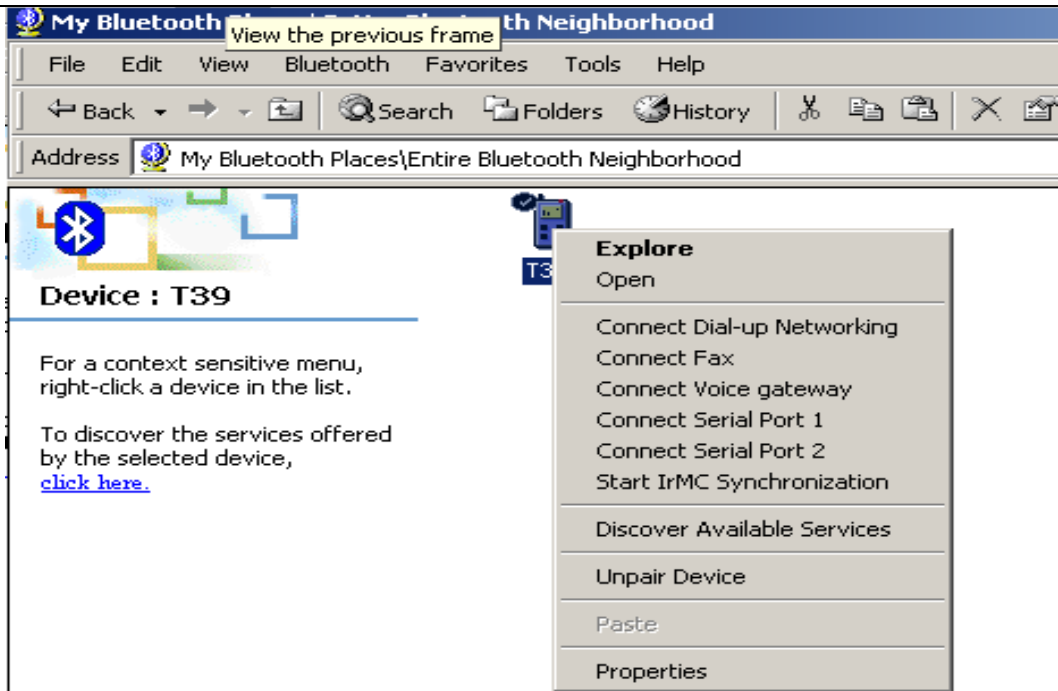 My Bluetooth
th Neighborhood
View the previous frame
File Edit View Bluetooth Favorites Tools Help
Back Search Folders History
Address My Bluetooth Places\Entire Bluetooth Neighborhood
T3
Device : T39
For a context sensitive menu,
right-click a device in the list.
To discover the services offered
by the selected device,
click here.
Explore
Open
Connect Dial-up Networking
Connect Fax
Connect Voice gateway
Connect Serial Port 1
Connect Serial Port 2
Start IrMC Synchronization
Discover Available Services
Unpair Device
Paste
Properties